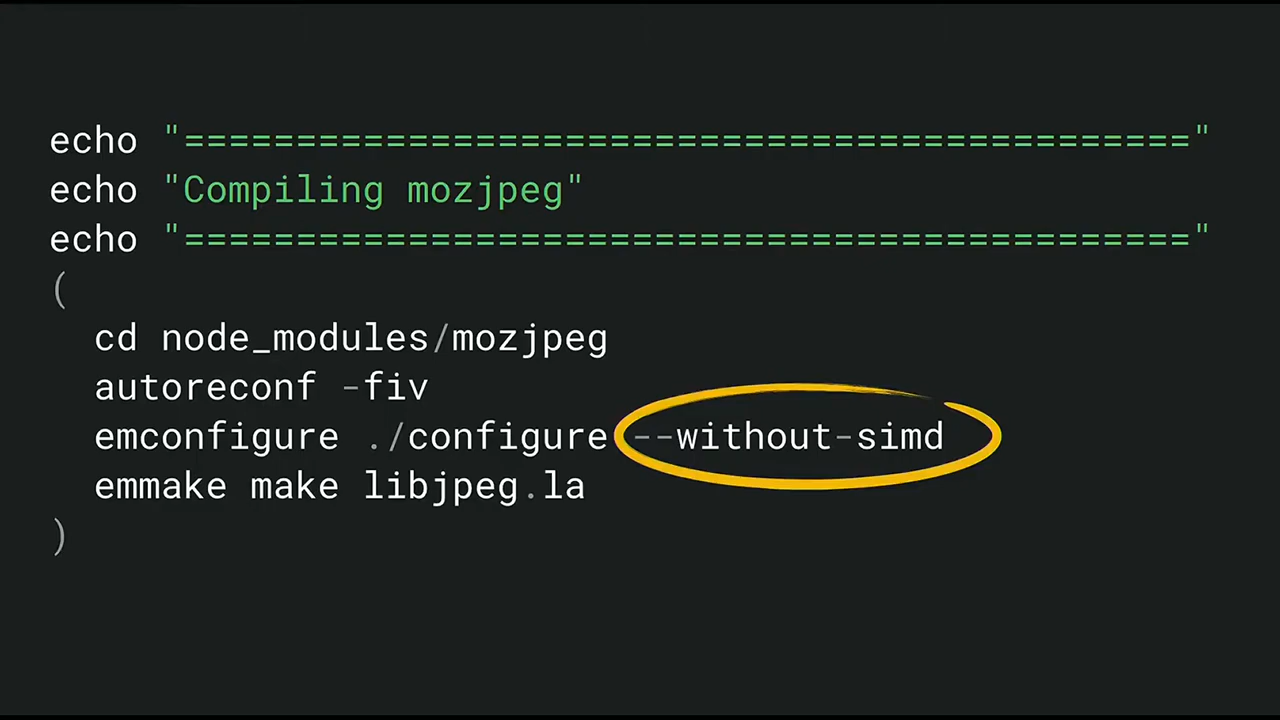 echo "============================================="
echo "Compiling mozjpeg"
echo "============================================="
(
  cd node_modules/mozjpeg
  autoreconf -fiv
  emconfigure ./configure --without-simd
  emmake make libjpeg.la
)